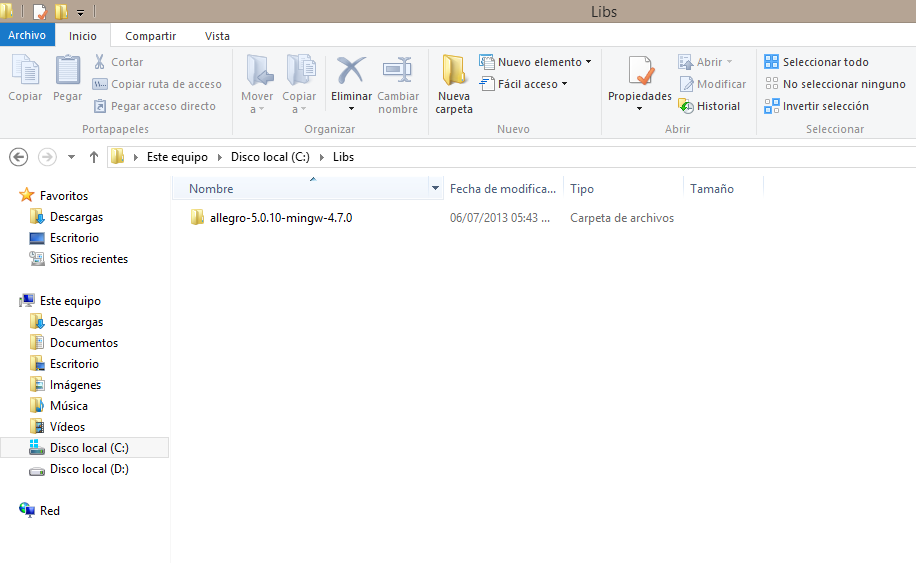 Libs
Archivo Inicio Compartir Vista
Copiar
Pegar
Cortar
Copiar ruta de acceso
Pegar acceso directo
Portapapeles
Mover a
Copiar a
Eliminar
Cambiar nombre
Organizar
Nueva carpeta
Nuevo elemento
Fácil acceso
Nuevo
Propiedades
Abrir
Modificar
Historial
Abrir
Seleccionar todo
No seleccionar ninguno
Invertir selección
Seleccionar
Este equipo Disco local (C:) Libs
Favoritos
Descargas
Escritorio
Sitios recientes
Este equipo
Descargas
Documentos
Escritorio
Imágenes
Música
Vídeos
Disco local (C:)
Disco local (D:)
Red
Nombre Fecha de modifica... Tipo Tamaño
allegro-5.0.10-mingw-4.7.0 06/07/2013 05:43 ... Carpeta de archivos